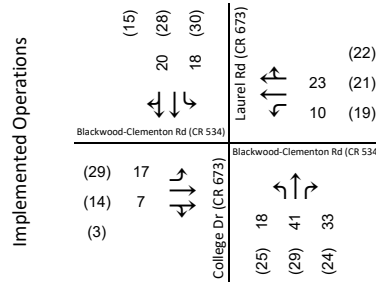 Implemented Operations
(15) (28) (30)
20 18
Blackwood-Clementon Rd (CR 534)
Laurel Rd (CR 673)
(22)
23 (21)
10 (19)
(29) 17
(14) 7
(3)
College Dr (CR 673)
Blackwood-Clementon Rd (CR 534
18 41 33
(25) (29) (24)